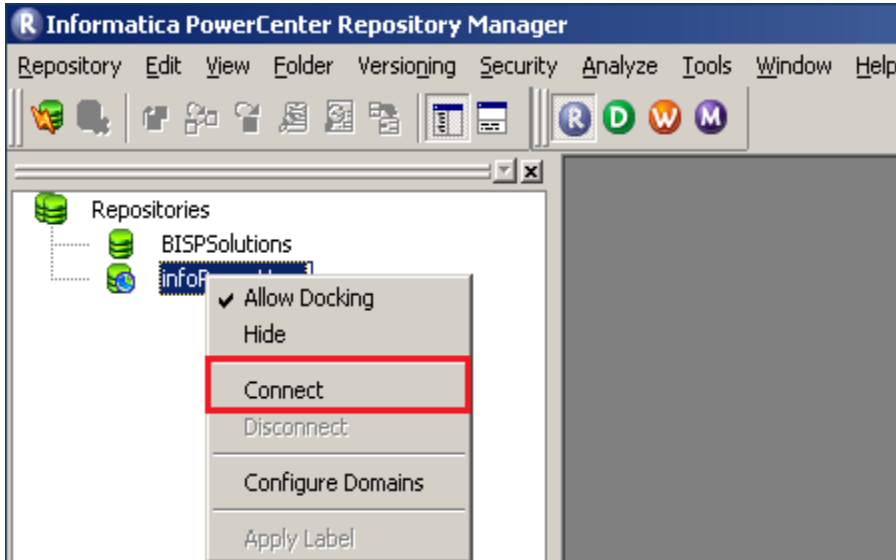 R Informatica PowerCenter Repository Manager
Repository Edit View Folder Versioning Security Analyze Tools Window Help
R D W M
Repositories
BISPSolutions
Allow Docking
Hide
Connect
Disconnect
Configure Domains
Apply Label